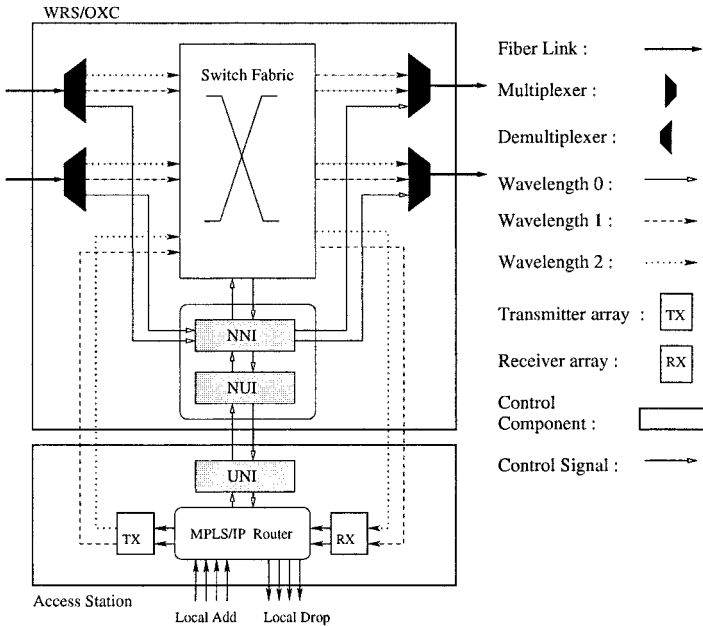 WRS/OXC
Switch Fabric
NNI
NUI
UNI
TX
MPLS/IP Router
RX
Access Station
Local Add
Local Drop
Fiber Link :
Multiplexer :
Demultiplexer :
Wavelength 0 :
Wavelength 1 :
Wavelength 2 :
Transmitter array :
TX
Receiver array :
RX
Control
Component :
Control Signal :